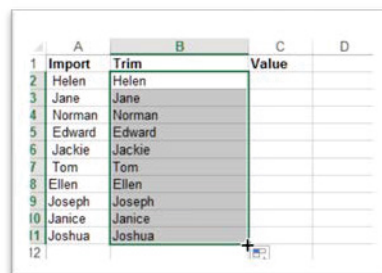 A B C D
1 Import Trim Value
2 Helen Helen
3 Jane Jane
4 Norman Norman
5 Edward Edward
6 Jackie Jackie
7 Tom Tom
8 Ellen Ellen
9 Joseph Joseph
10 Janice Janice
11 Joshua Joshua
12